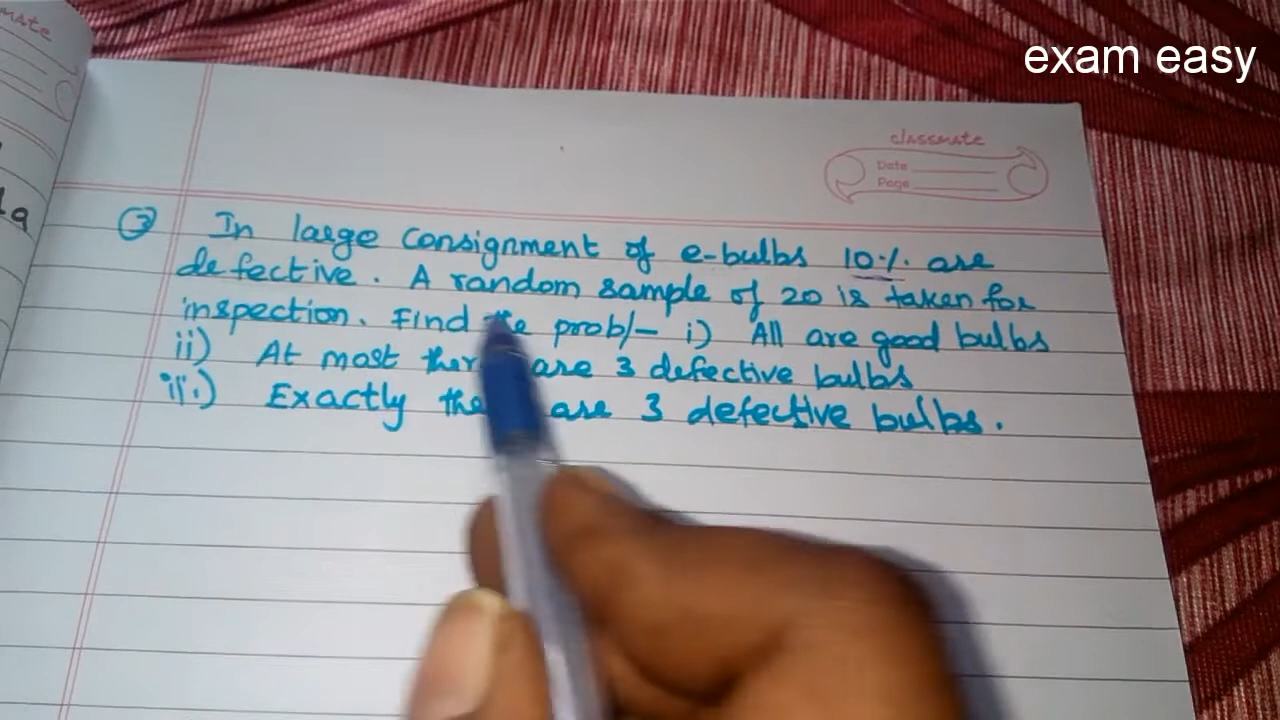 mate
exam easy
classmate
Date
Page
③ In large consignment of e-bulbs 10% are
defective. A random sample of 20 is taken for
inspection. Find the prob/- i) All are good bulbs
ii) At most are 3 defective bulbs
iii.) Exactly are 3 defective bulbs.